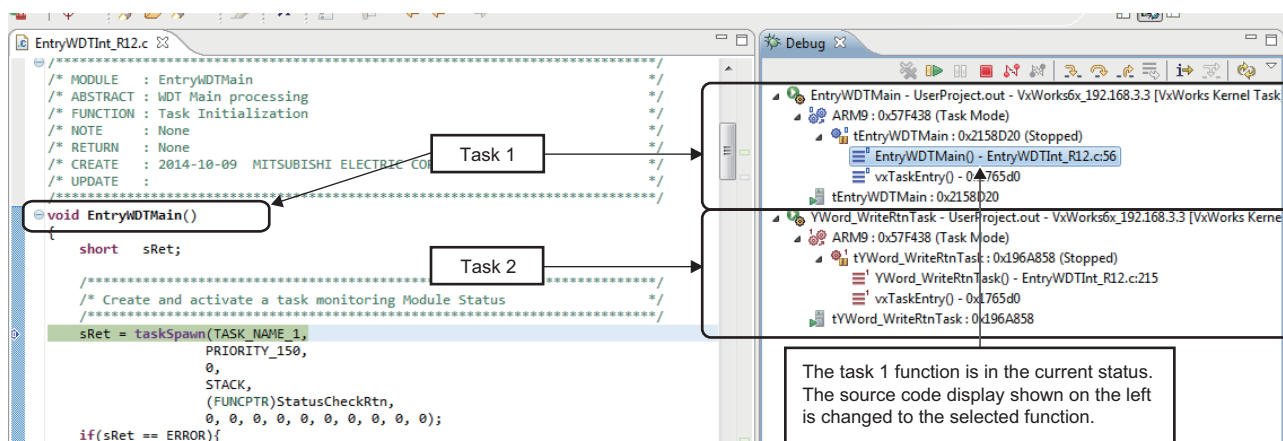 EntryWDTInt_R12.c
/*******************************************************************************/
/* MODULE   : EntryWDTMain */
/* ABSTRACT : WDT Main processing */
/* FUNCTION : Task Initialization */
/* NOTE     : None */
/* RETURN   : None */
/* CREATE   : 2014-10-09  MITSUBISHI ELECTRIC */
/* UPDATE   : */
/*******************************************************************************/
void EntryWDTMain()
{
short   sRet;
/***************************************************************************/
/* Create and activate a task monitoring Module Status */
/***************************************************************************/
sRet = taskSpawn(TASK_NAME_1,
PRIORITY_150,
0,
STACK,
(FUNCPTR)StatusCheckRtn,
0, 0, 0, 0, 0, 0, 0, 0, 0, 0);
if(sRet == ERROR){
Task 1
Task 2
Debug
EntryWDTMain - UserProject.out - VxWorks6x_192.168.3.3 [VxWorks Kernel Task
ARM9 : 0x57F438 (Task Mode)
tEntryWDTMain : 0x2158D20 (Stopped)
EntryWDTMain() - EntryWDTInt_R12.c:56
vxTaskEntry() - 0x1765d0
tEntryWDTMain : 0x2158D20
YWord_WriteRtnTask - UserProject.out - VxWorks6x_192.168.3.3 [VxWorks Kerne
ARM9 : 0x57F438 (Task Mode)
tYWord_WriteRtnTask : 0x196A858 (Stopped)
YWord_WriteRtnTask() - EntryWDTInt_R12.c:215
vxTaskEntry() - 0x1765d0
tYWord_WriteRtnTask : 0x196A858
The task 1 function is in the current status.
The source code display shown on the left
is changed to the selected function.